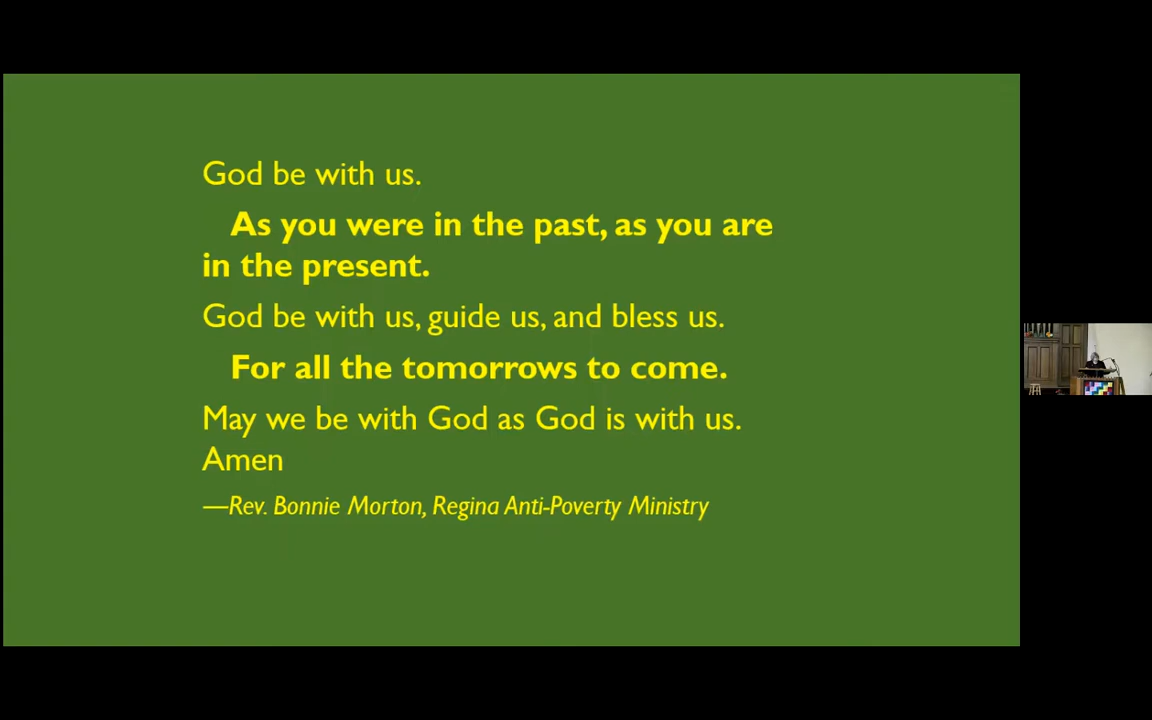 God be with us.
As you were in the past, as you are
in the present.
God be with us, guide us, and bless us.
For all the tomorrows to come.
May we be with God as God is with us.
Amen
—Rev. Bonnie Morton, Regina Anti-Poverty Ministry